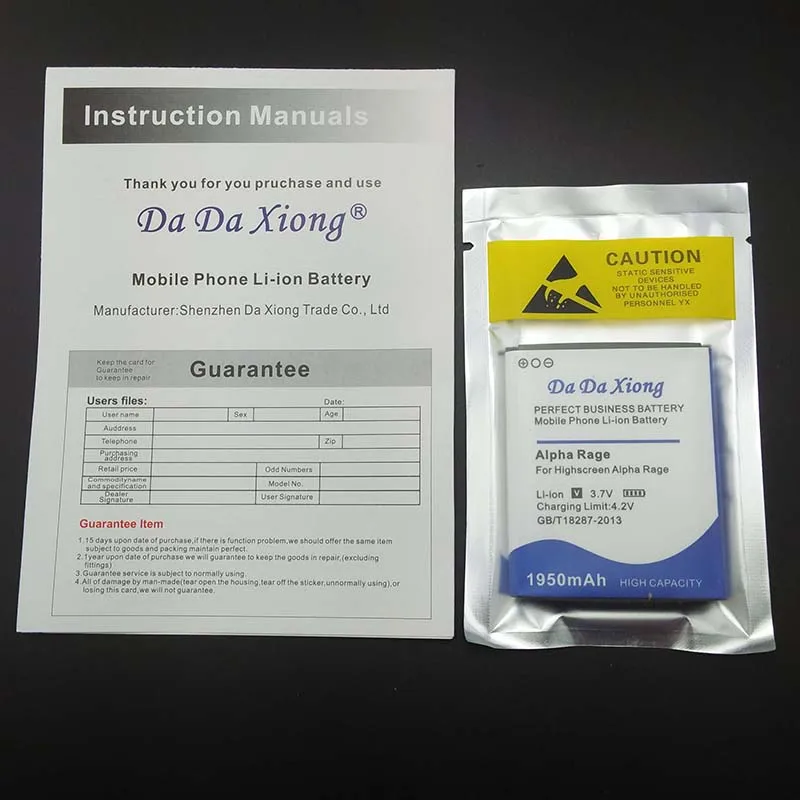 Instruction Manuals
Thank you for you pruchase and use
Da Da Xiong®
Mobile Phone Li-ion Battery
Manufacturer:Shenzhen Da Xiong Trade Co., Ltd
Keep the card for
Guarantee
to keep in repair
Guarantee
Users files:
Date:
User name
Sex
Age
Auddress
Telephone
Zip
Purchasing
address
Retail price
Odd Numbers
Commodityname
and specification
Model No.
Dealer
Signature
User Signature
Guarantee Item
1.15 days upon date of purchase,if there is function problem,we should offer the same item
subject to goods and packing maintain perfect.
2.1year upon date of purchase we guarantee to keep the goods in repair,(excluding
fittings)
3.Guarantee service is subject to normally using.
4.All of damage by man-made(tear open the housing,tear off the sticker,unnormally using),or
losing this card,we will not guarantee.
CAUTION
STATIC SENSITIVE
DEVICES
NOT TO BE HANDLED
BY UNAUTHORISED
PERSONNEL YX
Da Da Xiong
PERFECT BUSINESS BATTERY
Mobile Phone Li-ion Battery
Alpha Rage
For Highscreen Alpha Rage
Li-ion V 3.7V
Charging Limit:4.2V
GB/T18287-2013
1950mAh HIGH CAPACITY